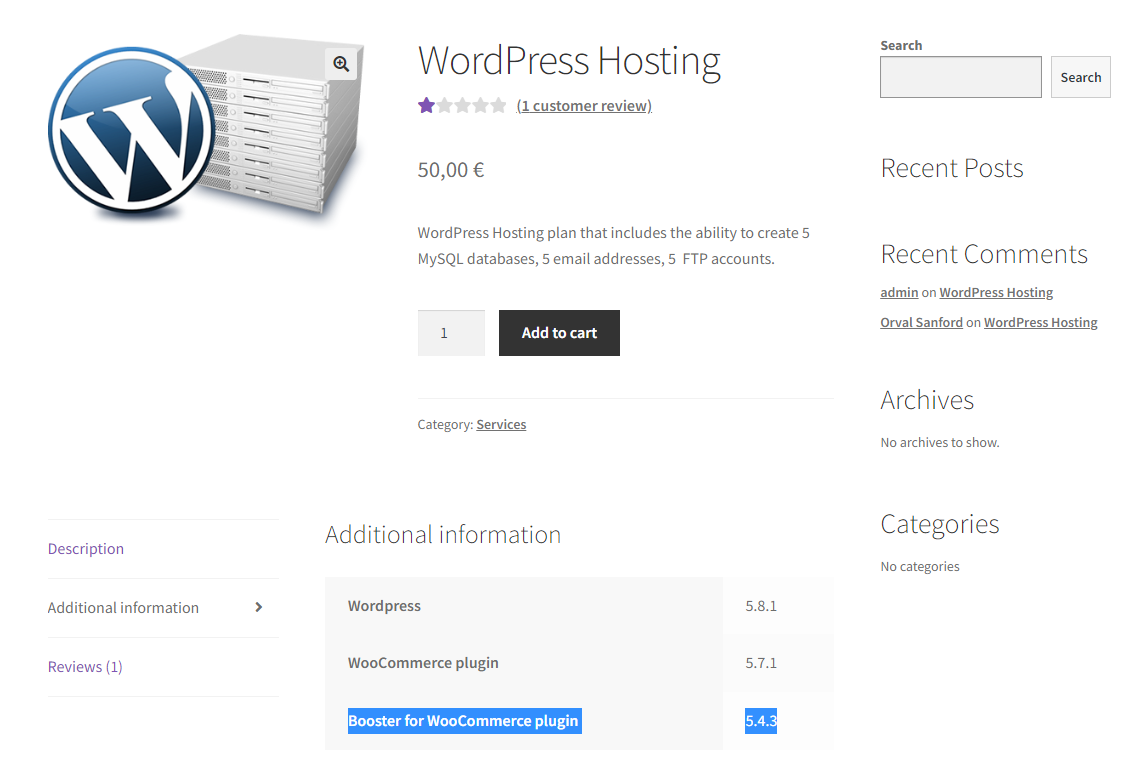 WordPress Hosting
(1 customer review)
50,00 €
WordPress Hosting plan that includes the ability to create 5
MySQL databases, 5 email addresses, 5  FTP accounts.
1
Add to cart
Category: Services
Description
Additional information
Reviews (1)
Additional information
Wordpress 5.8.1
WooCommerce plugin 5.7.1
Booster for WooCommerce plugin 5.4.3
Search
Search
Recent Posts
Recent Comments
admin on WordPress Hosting
Orval Sanford on WordPress Hosting
Archives
No archives to show.
Categories
No categories